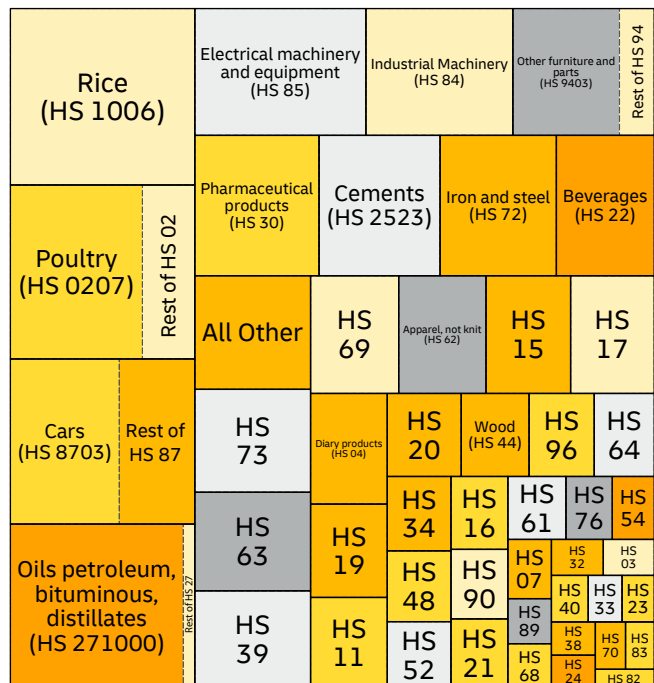 Rice
(HS 1006)
Electrical machinery
and equipment
(HS 85)
Industrial Machinery
(HS 84)
Other furniture and
parts
(HS 9403)
Rest of HS 94
Poultry
(HS 0207)
Rest of HS 02
Pharmaceutical
products
(HS 30)
Cements
(HS 2523)
Iron and steel
(HS 72)
Beverages
(HS 22)
All Other
HS
69
Apparel, not knit
(HS 62)
HS
15
HS
17
Cars
(HS 8703)
Rest of
HS 87
HS
73
Diary products
(HS 04)
HS
20
Wood
(HS 44)
HS
96
HS
64
HS
63
HS
19
HS
34
HS
16
HS
61
HS
76
HS
54
Oils petroleum,
bituminous,
distillates
(HS 271000)
Rest of HS 27
HS
39
HS
11
HS
48
HS
90
HS
07
HS
32
HS
03
HS
40
HS
33
HS
23
HS
52
HS
21
HS
89
HS
68
HS
38
HS
70
HS
83
HS
24
HS 82